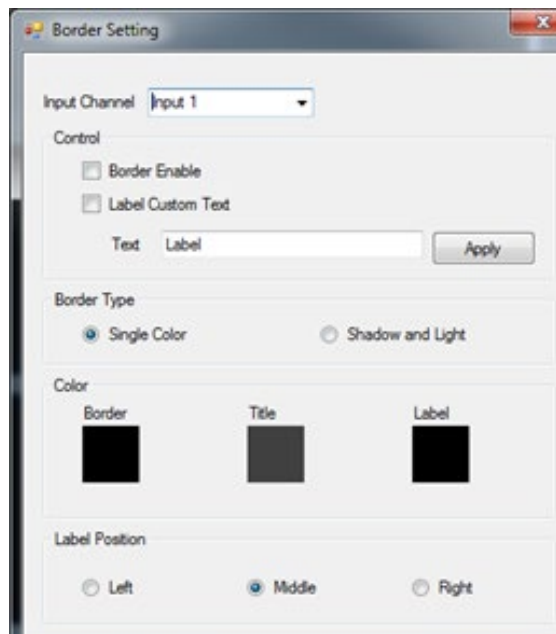 Border Setting
Input Channel Input 1
Control
Border Enable
Label Custom Text
Text Label Apply
Border Type
Single Color Shadow and Light
Color
Border Title Label
Label Position
Left Middle Right